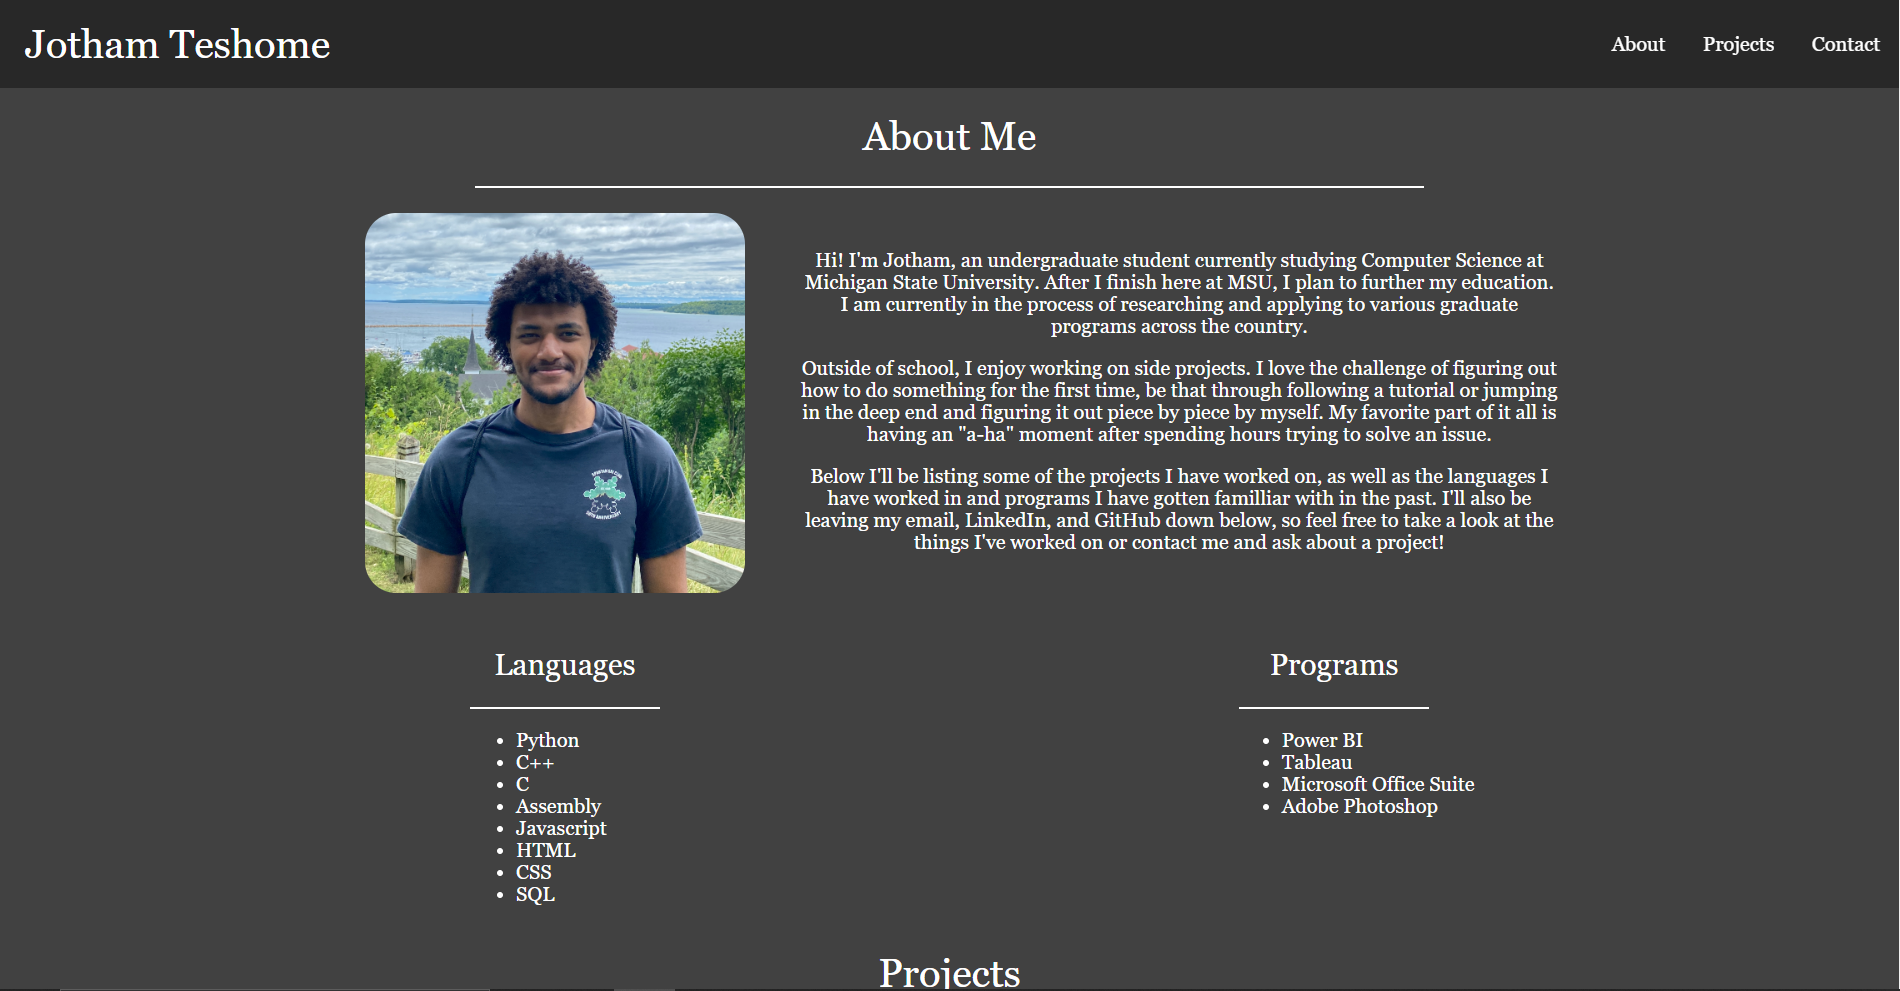 Jotham Teshome
About Projects Contact
About Me
Hi! I'm Jotham, an undergraduate student currently studying Computer Science at
Michigan State University. After I finish here at MSU, I plan to further my education.
I am currently in the process of researching and applying to various graduate
programs across the country.
Outside of school, I enjoy working on side projects. I love the challenge of figuring out
how to do something for the first time, be that through following a tutorial or jumping
in the deep end and figuring it out piece by piece by myself. My favorite part of it all is
having an "a-ha" moment after spending hours trying to solve an issue.
Below I'll be listing some of the projects I have worked on, as well as the languages I
have worked in and programs I have gotten familliar with in the past. I'll also be
leaving my email, LinkedIn, and GitHub down below, so feel free to take a look at the
things I've worked on or contact me and ask about a project!
Languages
• Python
• C++
• C
• Assembly
• Javascript
• HTML
• CSS
• SQL
Programs
• Power BI
• Tableau
• Microsoft Office Suite
• Adobe Photoshop
Projects